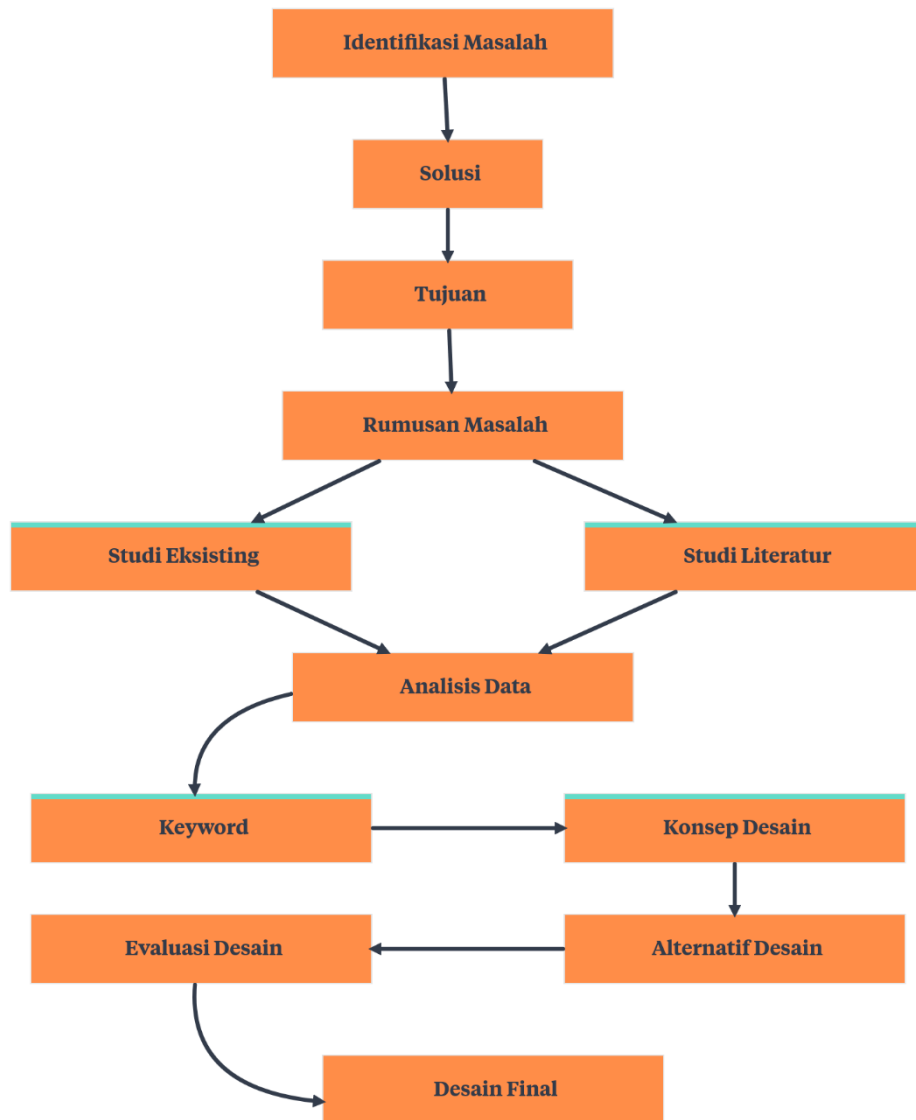 Identifikasi Masalah
Solusi
Tujuan
Rumusan Masalah
Studi Eksisting
Studi Literatur
Analisis Data
Keyword
Konsep Desain
Evaluasi Desain
Alternatif Desain
Desain Final